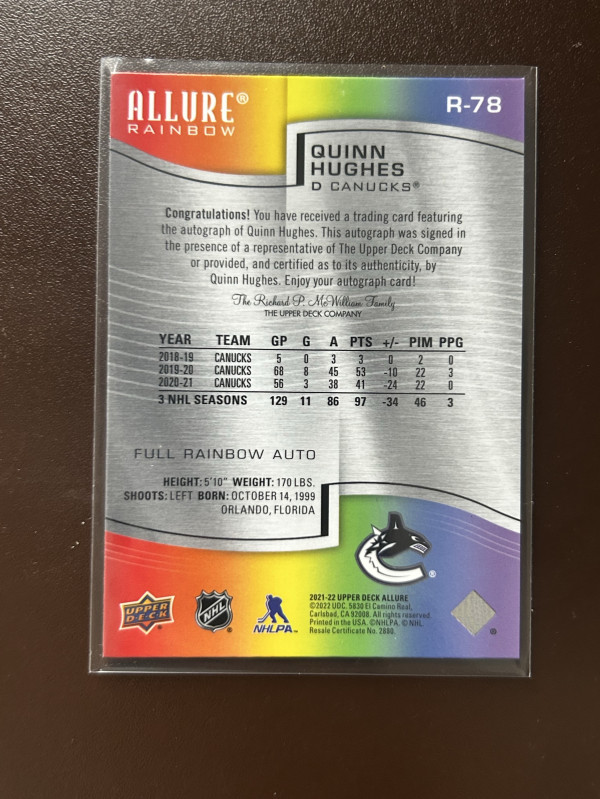 ALLURE®
RAINBOW
R-78
QUINN
HUGHES
D CANUCKS®
Congratulations! You have received a trading card featuring
the autograph of Quinn Hughes. This autograph was signed in
the presence of a representative of The Upper Deck Company
or provided, and certified as to its authenticity, by
Quinn Hughes. Enjoy your autograph card!
The Richard P. McWilliam Family
THE UPPER DECK COMPANY
YEAR TEAM GP G A PTS +/- PIM PPG
2018-19 CANUCKS 5 0 3 3 0 2 0
2019-20 CANUCKS 68 8 45 53 -10 22 3
2020-21 CANUCKS 56 3 38 41 -24 22 0
3 NHL SEASONS 129 11 86 97 -34 46 3
FULL RAINBOW AUTO
HEIGHT: 5'10" WEIGHT: 170 LBS.
SHOOTS: LEFT BORN: OCTOBER 14, 1999
ORLANDO, FLORIDA
®
UPPER
D·E·C·K
NHL
®
NHLPA™
2021-22 UPPER DECK ALLURE
©2022 UDC. 5830 El Camino Real,
Carlsbad, CA 92008. All rights reserved.
Printed in the USA. ©NHLPA. © NHL.
Resale Certificate No. 2880.
®